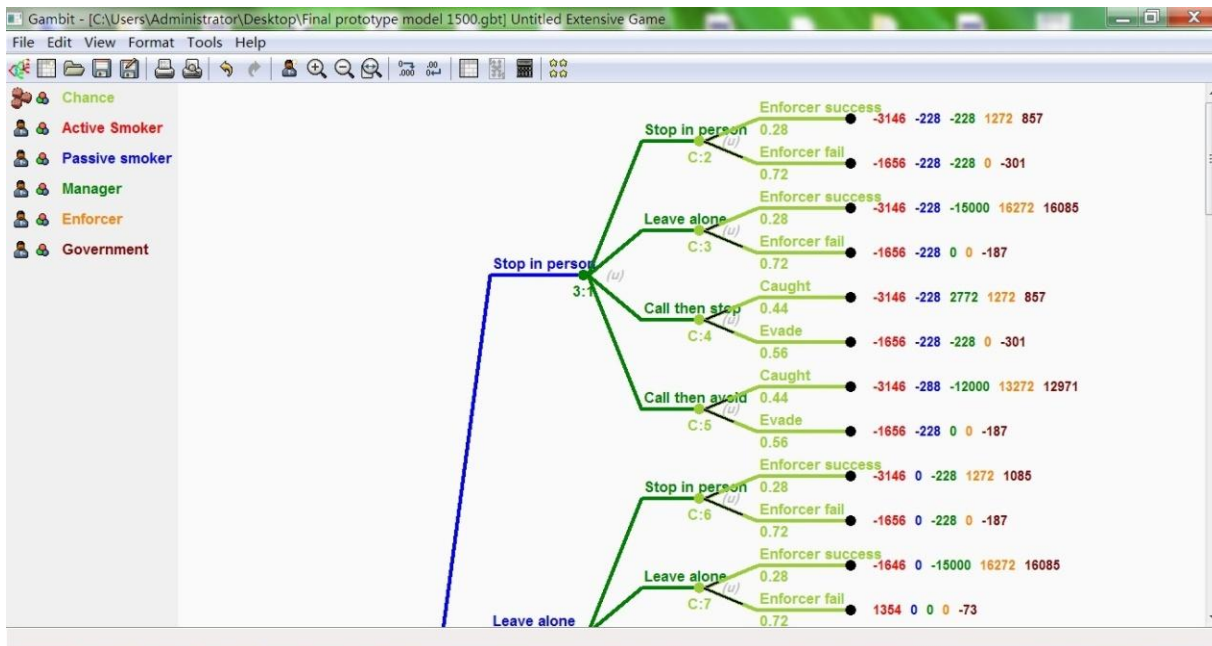 Gambit - [C:\Users\Administrator\Desktop\Final prototype model 1500.gbt] Untitled Extensive Game
File Edit View Format Tools Help
Chance
Active Smoker
Passive smoker
Manager
Enforcer
Government
Enforcer success
-3146 -228 -228 1272 857
Stop in person 0.28
(u)
C:2
Enforcer fail
-1656 -228 -228 0 -301
0.72
Enforcer success
-3146 -228 -15000 16272 16085
Leave alone 0.28
(u)
C:3
Enforcer fail
-1656 -228 0 0 -187
0.72
Stop in person
(u)
3:1
Caught
-3146 -228 2772 1272 857
Call then stop 0.44
(u)
C:4
Evade
-1656 -228 -228 0 -301
0.56
Caught
-3146 -288 -12000 13272 12971
Call then avoid 0.44
(u)
C:5
Evade
-1656 -228 0 0 -187
0.56
Enforcer success
-3146 0 -228 1272 1085
Stop in person 0.28
(u)
C:6
Enforcer fail
-1656 0 -228 0 -187
0.72
Enforcer success
-1646 0 -15000 16272 16085
Leave alone 0.28
(u)
C:7
Enforcer fail
1354 0 0 0 -73
0.72
Leave alone